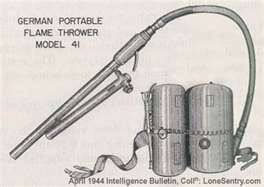 GERMAN PORTABLE
FLAME THROWER
MODEL 41
April 1944 Intelligence Bulletin, Coll": LoneSentry.com